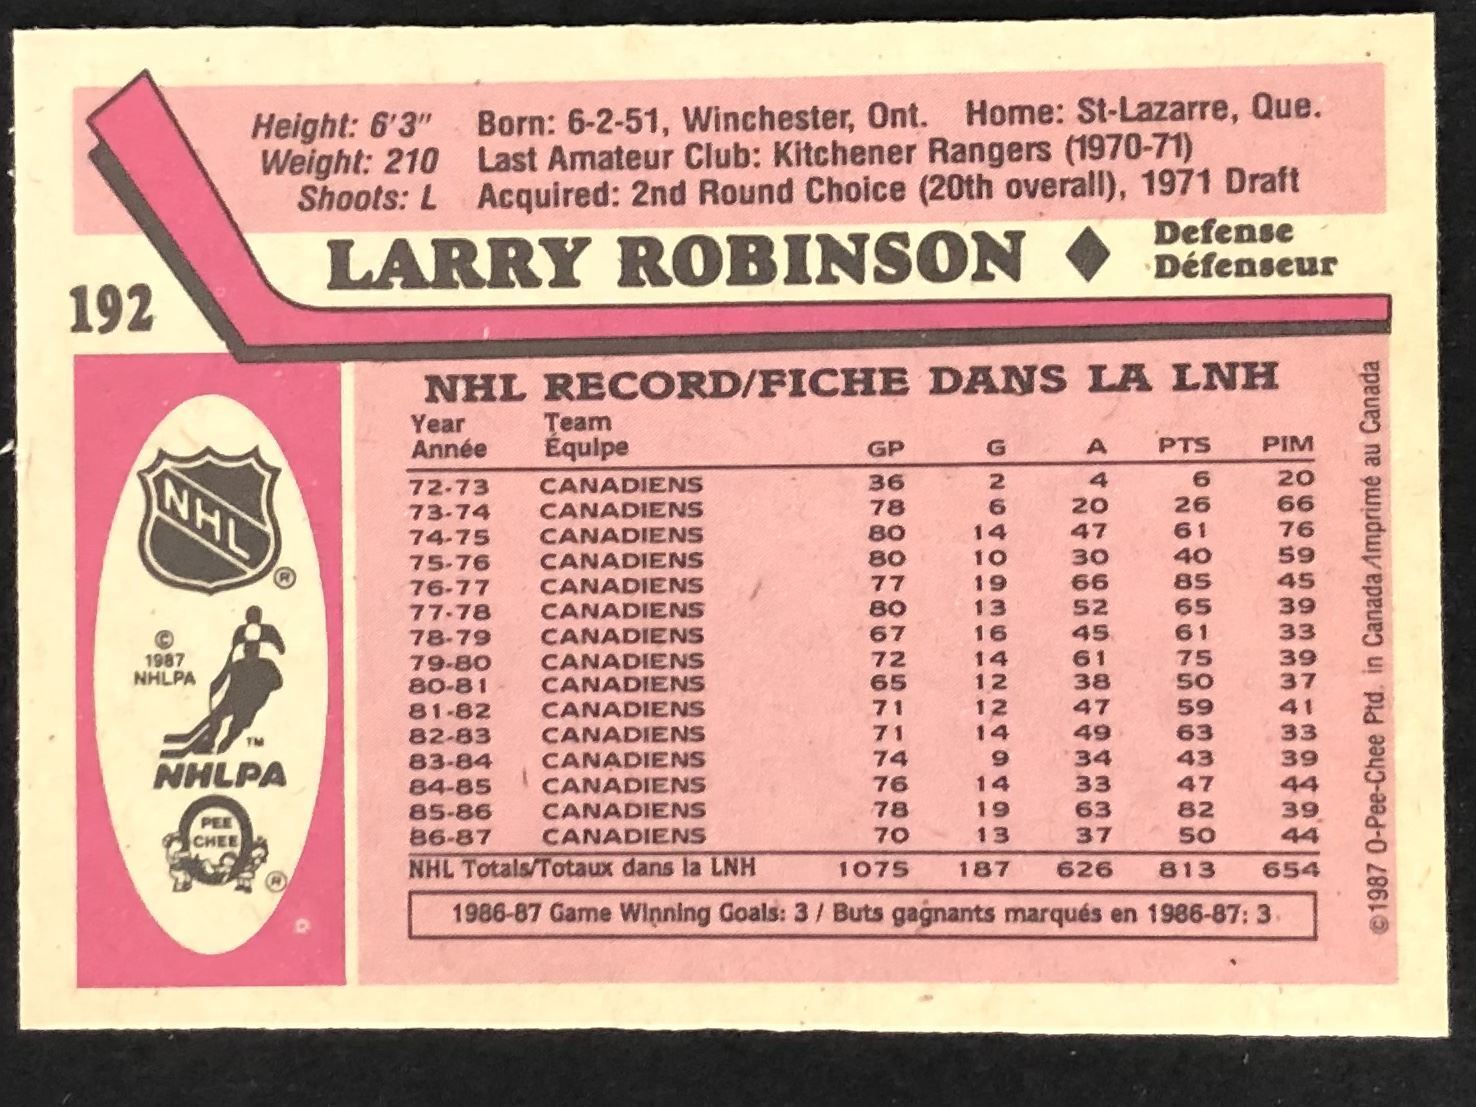 Height: 6'3" Born: 6-2-51, Winchester, Ont. Home: St-Lazarre, Que.
Weight: 210 Last Amateur Club: Kitchener Rangers (1970-71)
Shoots: L Acquired: 2nd Round Choice (20th overall), 1971 Draft
LARRY ROBINSON ♦ Defense
Défenseur
192
NHL RECORD/FICHE DANS LA LNH
Year Team
Année Équipe GP G A PTS PIM
72-73 CANADIENS 36 2 4 6 20
73-74 CANADIENS 78 6 20 26 66
74-75 CANADIENS 80 14 47 61 76
75-76 CANADIENS 80 10 30 40 59
76-77 CANADIENS 77 19 66 85 45
77-78 CANADIENS 80 13 52 65 39
78-79 CANADIENS 67 16 45 61 33
79-80 CANADIENS 72 14 61 75 39
80-81 CANADIENS 65 12 38 50 37
81-82 CANADIENS 71 12 47 59 41
82-83 CANADIENS 71 14 49 63 33
83-84 CANADIENS 74 9 34 43 39
84-85 CANADIENS 76 14 33 47 44
85-86 CANADIENS 78 19 63 82 39
86-87 CANADIENS 70 13 37 50 44
NHL Totals/Totaux dans la LNH 1075 187 626 813 654
1986-87 Game Winning Goals: 3 / Buts gagnants marqués en 1986-87: 3
NHL
®
©
1987
NHLPA
TM
NHLPA
PEE
CHEE
®
D
©1987 O-Pee-Chee Ptd. in Canada/Imprimé au Canada